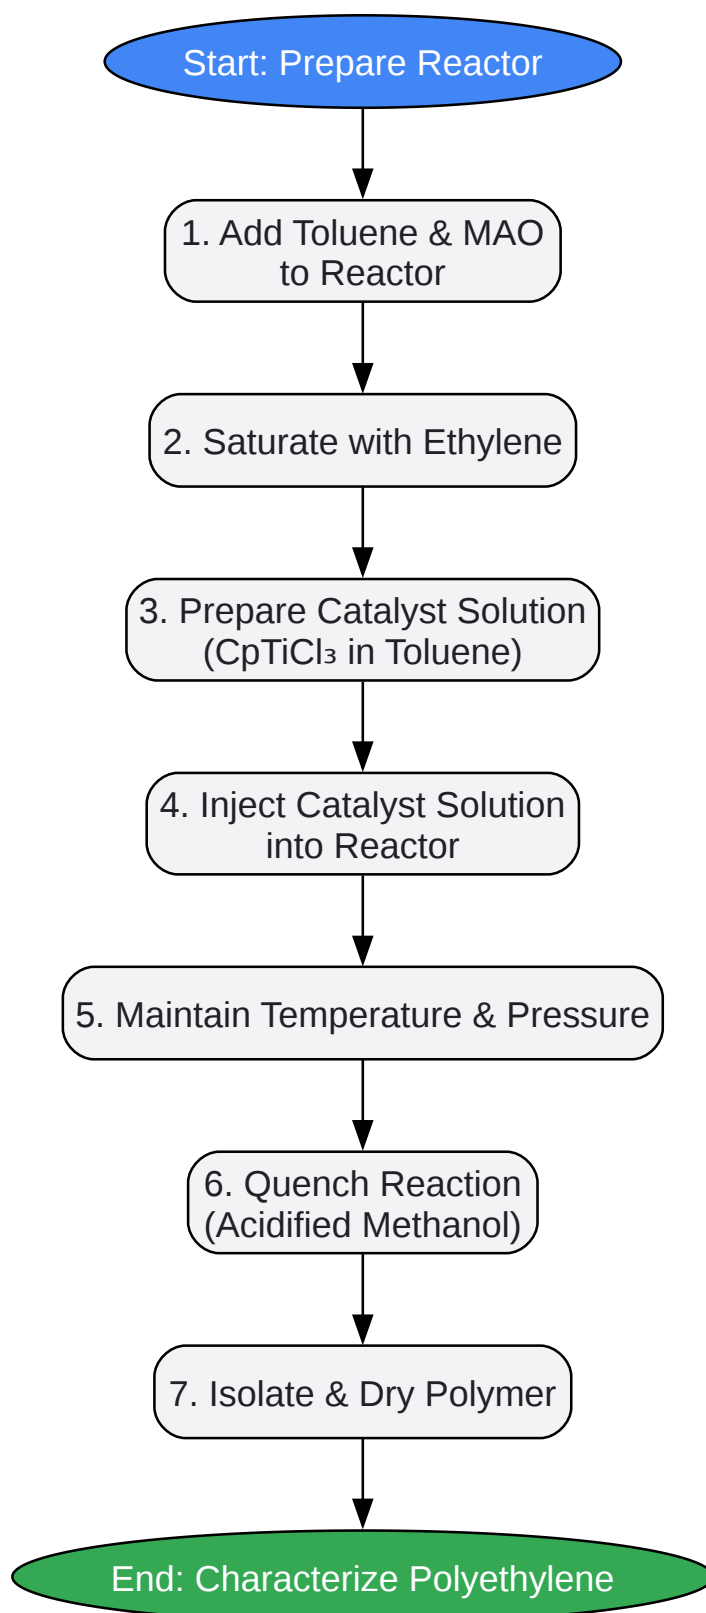 Start: Prepare Reactor
1. Add Toluene & MAO
to Reactor
2. Saturate with Ethylene
3. Prepare Catalyst Solution
(CpTiCl₃ in Toluene)
4. Inject Catalyst Solution
into Reactor
5. Maintain Temperature & Pressure
6. Quench Reaction
(Acidified Methanol)
7. Isolate & Dry Polymer
End: Characterize Polyethylene